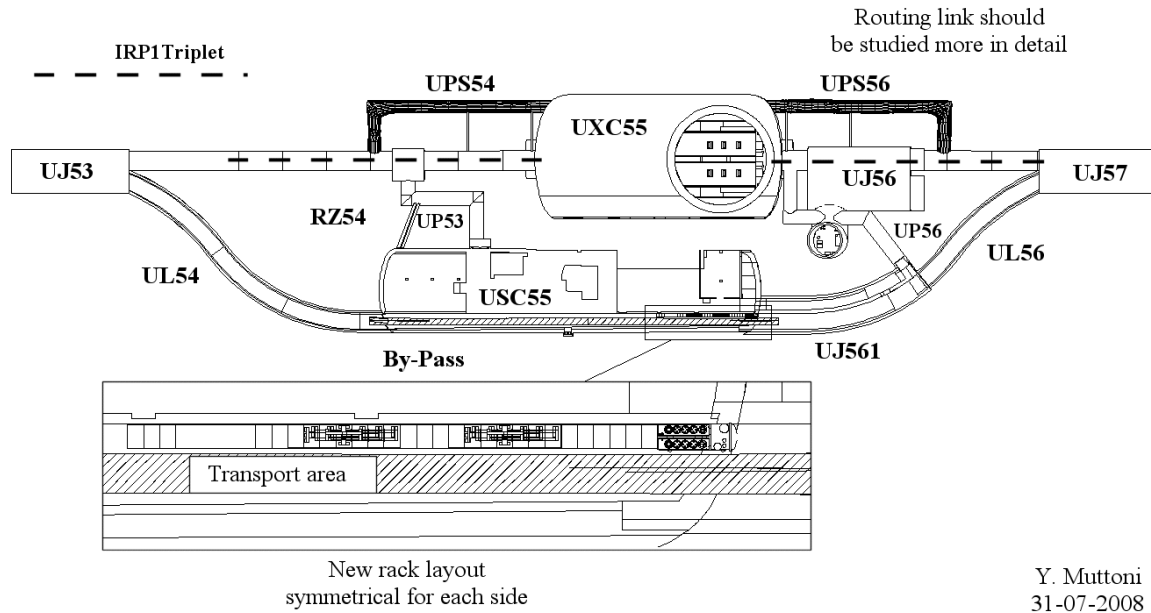 Routing link should
be studied more in detail
IRP1Triplet
UPS54
UPS56
UXC55
UJ53
UJ56
UJ57
RZ54
UP53
UP56
UL54
UL56
USC55
By-Pass
UJ561
Transport area
New rack layout
symmetrical for each side
Y. Muttoni
31-07-2008